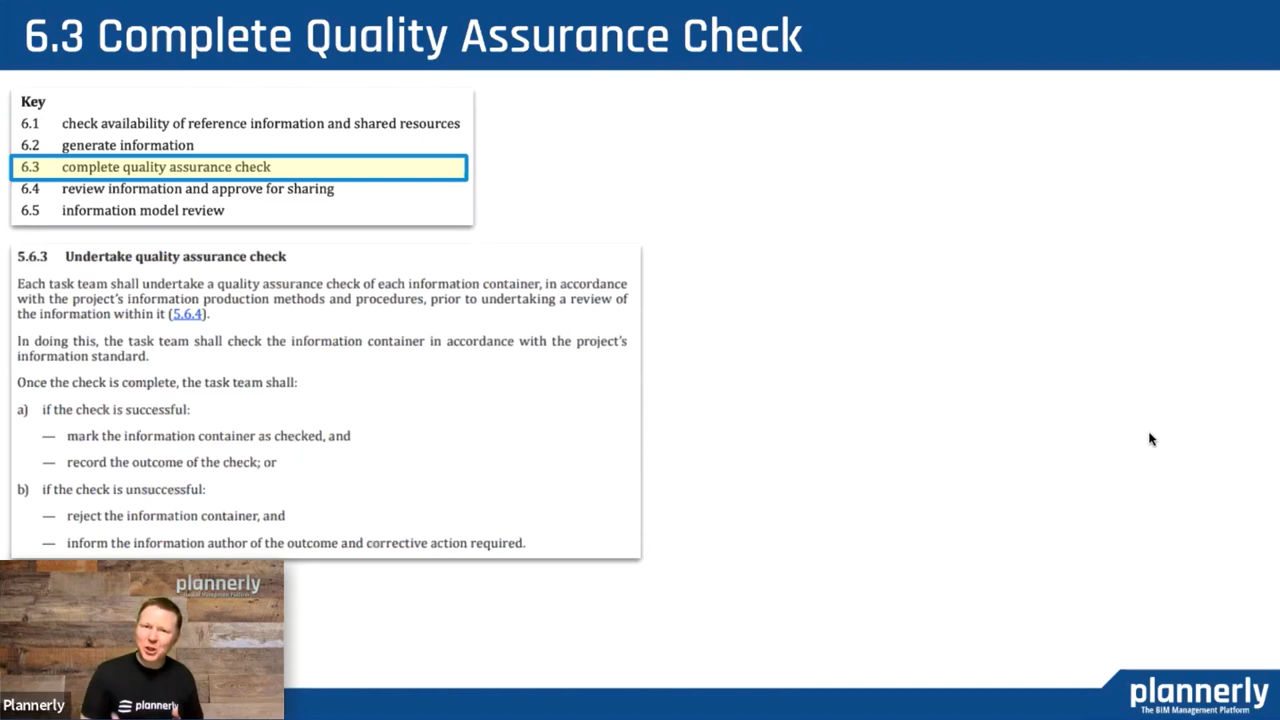 6.3 Complete Quality Assurance Check
Key
6.1 check availability of reference information and shared resources
6.2 generate information
6.3 complete quality assurance check
6.4 review information and approve for sharing
6.5 information model review
5.6.3 Undertake quality assurance check
Each task team shall undertake a quality assurance check of each information container, in accordance
with the project's information production methods and procedures, prior to undertaking a review of
the information within it (5.6.4).
In doing this, the task team shall check the information container in accordance with the project's
information standard.
Once the check is complete, the task team shall:
a) if the check is successful:
— mark the information container as checked, and
— record the outcome of the check; or
b) if the check is unsuccessful:
— reject the information container, and
— inform the information author of the outcome and corrective action required.
plannerly
Plannerly
plannerly
plannerly
The BIM Management Platform